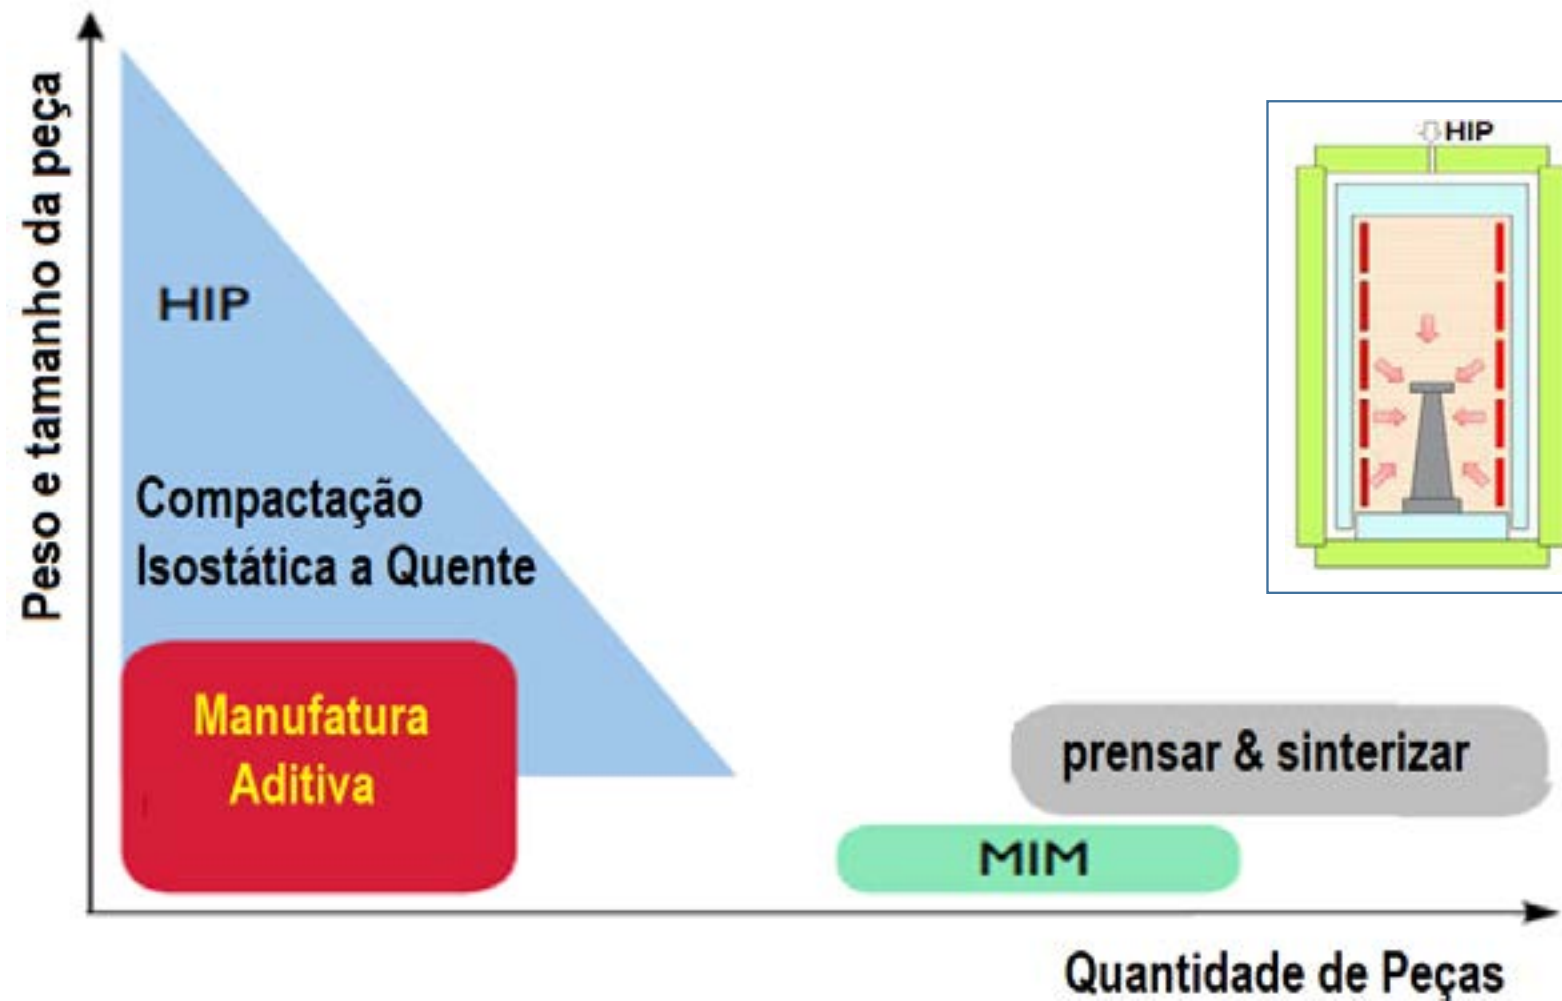 Peso e tamanho da peça
HIP
HIP
Compactação
Isostática a Quente
Manufatura
Aditiva
prensar & sinterizar
MIM
Quantidade de Peças